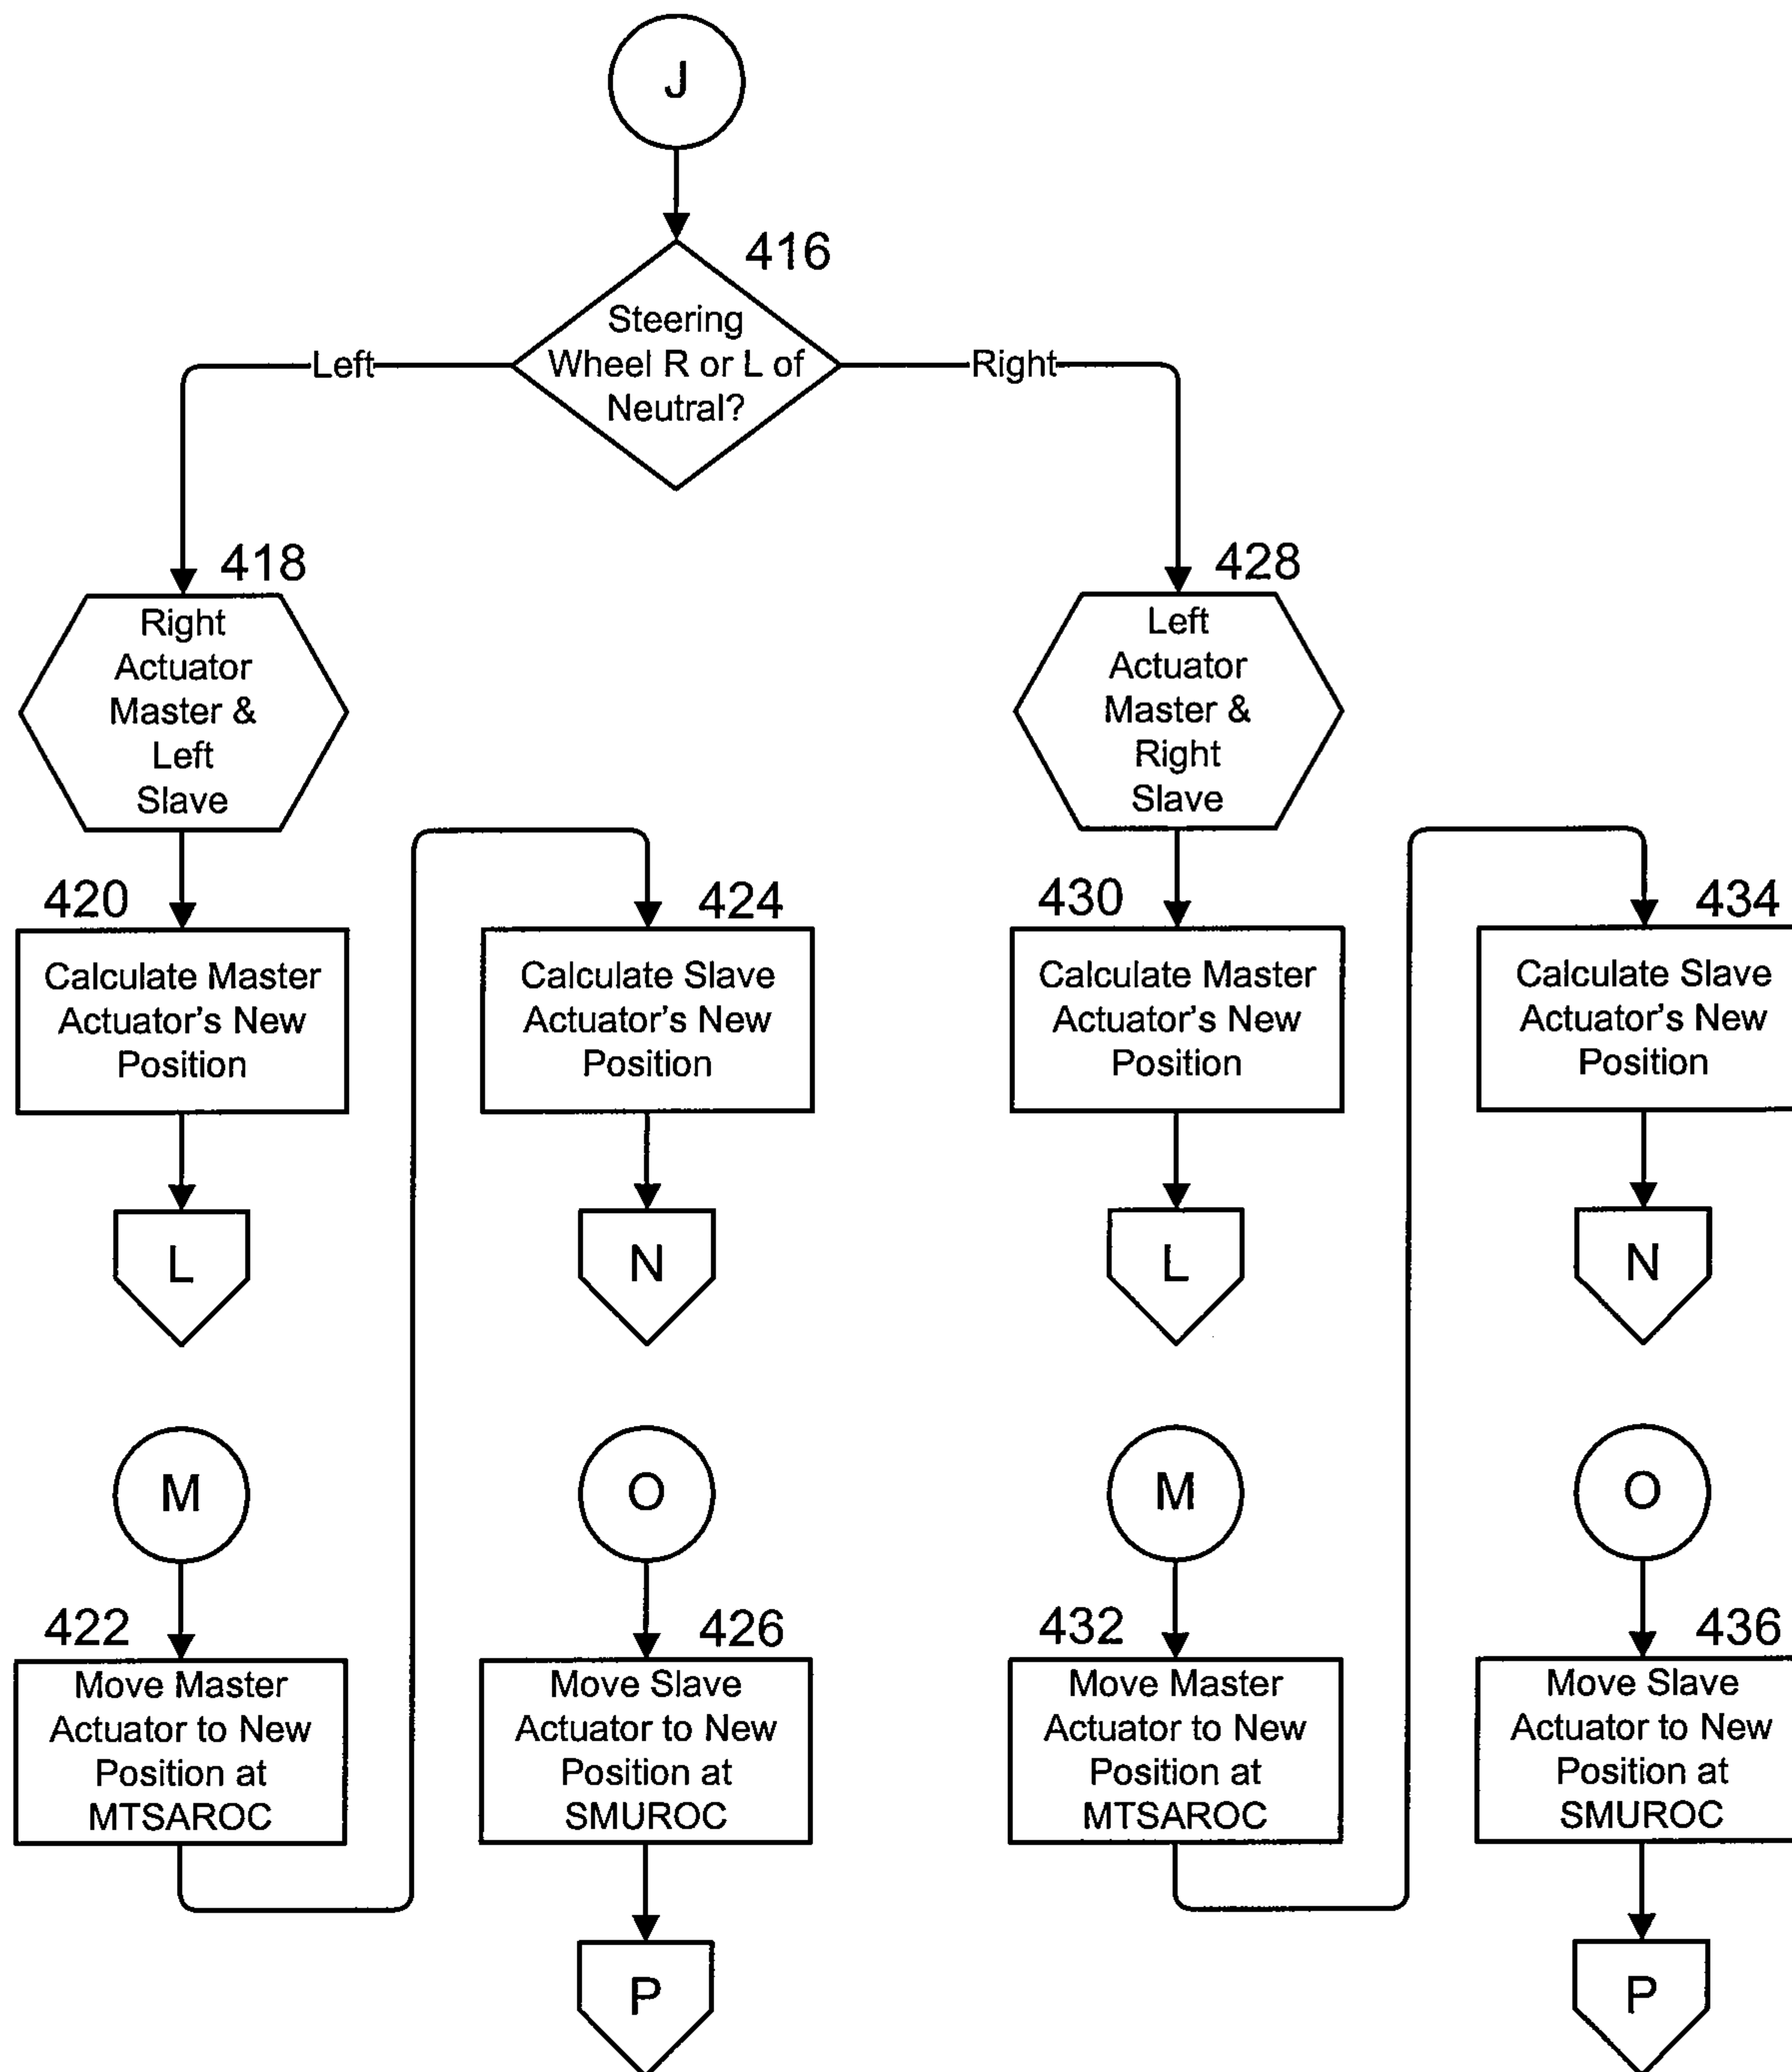 J
416
Steering
Wheel R or L of
Neutral?
Left
Right
418
Right
Actuator
Master &
Left
Slave
428
Left
Actuator
Master &
Right
Slave
420
Calculate Master
Actuator's New
Position
424
Calculate Slave
Actuator's New
Position
430
Calculate Master
Actuator's New
Position
434
Calculate Slave
Actuator's New
Position
L
N
L
N
M
O
M
O
422
Move Master
Actuator to New
Position at
MTSAROC
426
Move Slave
Actuator to New
Position at
SMUROC
432
Move Master
Actuator to New
Position at
MTSAROC
436
Move Slave
Actuator to New
Position at
SMUROC
P
P